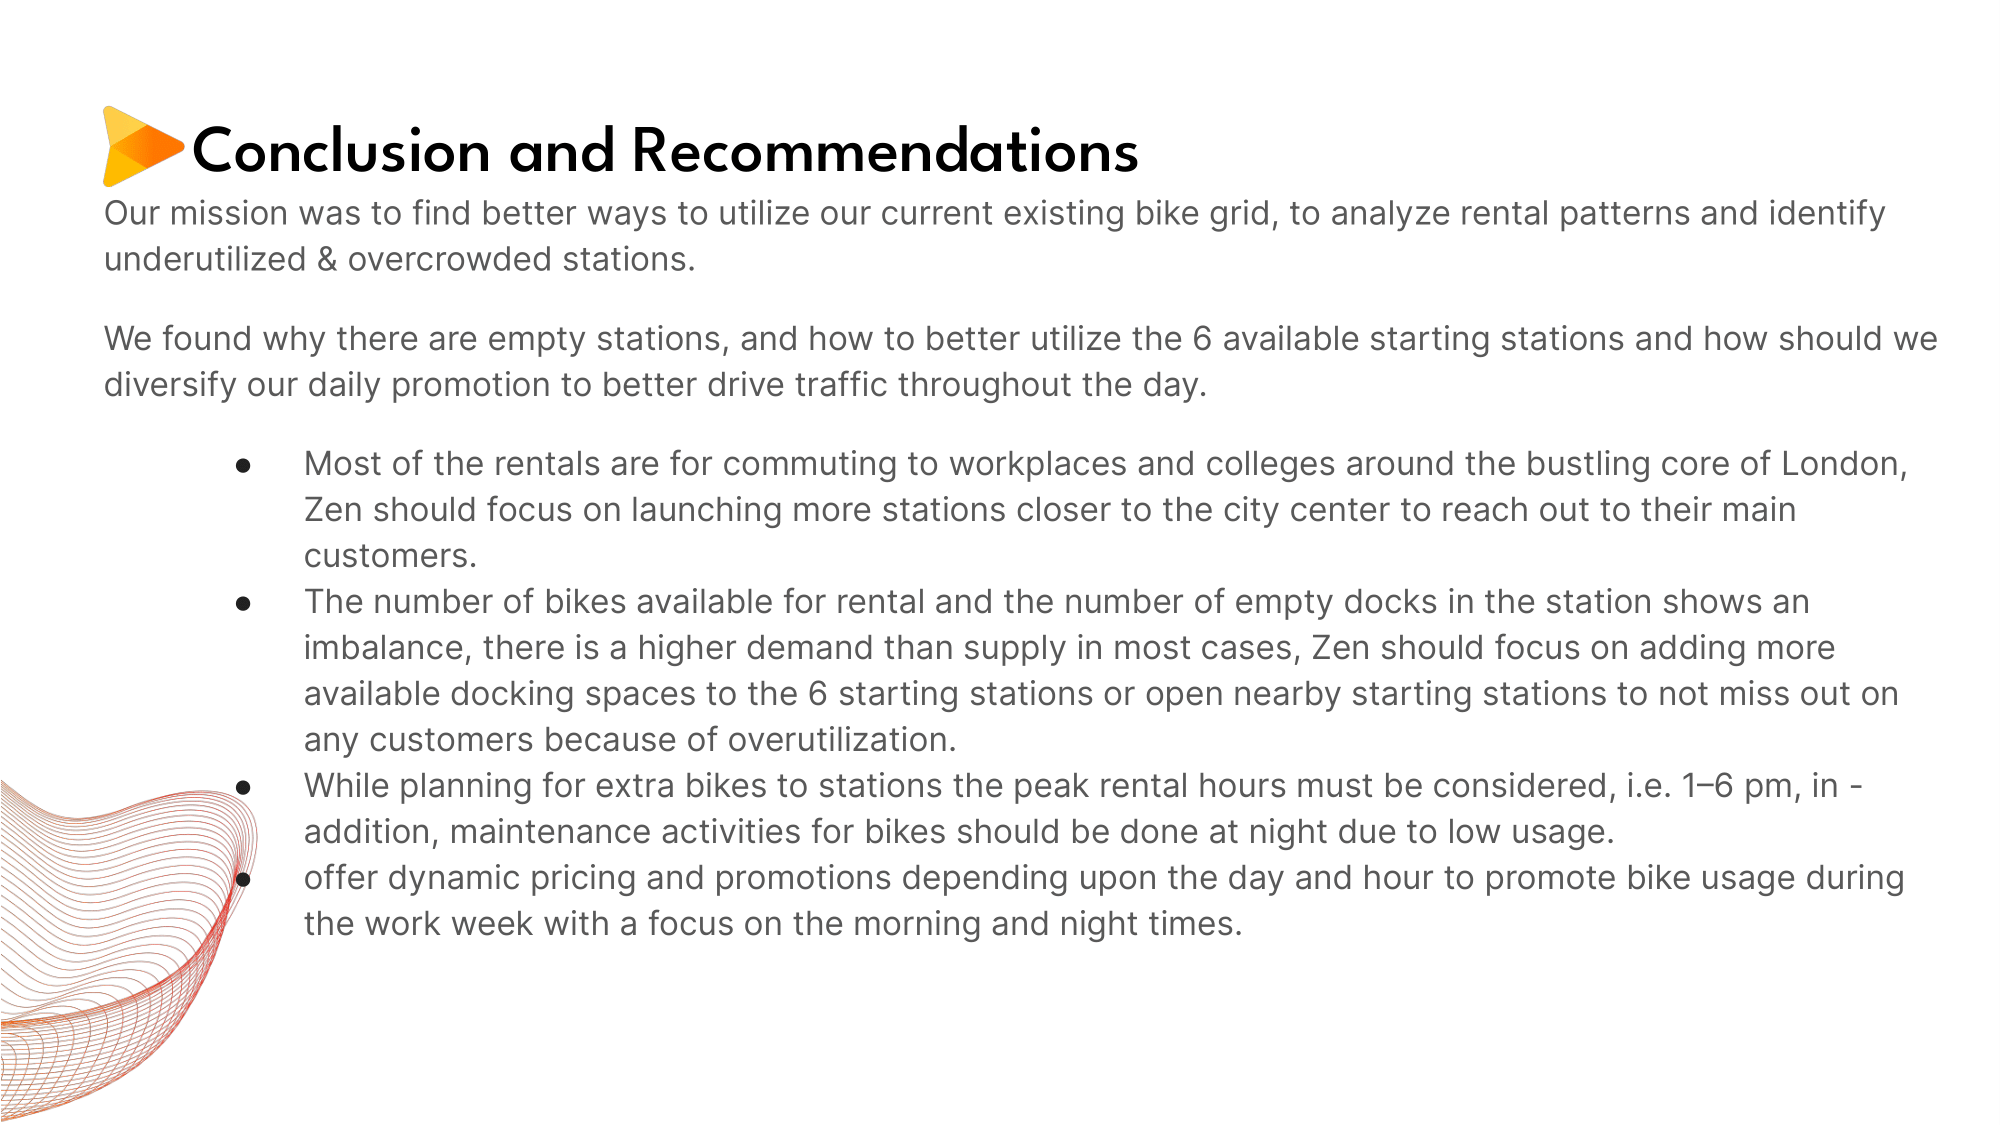 Conclusion and Recommendations
Our mission was to find better ways to utilize our current existing bike grid, to analyze rental patterns and identify
underutilized & overcrowded stations.
We found why there are empty stations, and how to better utilize the 6 available starting stations and how should we
diversify our daily promotion to better drive traffic throughout the day.
● Most of the rentals are for commuting to workplaces and colleges around the bustling core of London,
Zen should focus on launching more stations closer to the city center to reach out to their main
customers.
● The number of bikes available for rental and the number of empty docks in the station shows an
imbalance, there is a higher demand than supply in most cases, Zen should focus on adding more
available docking spaces to the 6 starting stations or open nearby starting stations to not miss out on
any customers because of overutilization.
● While planning for extra bikes to stations the peak rental hours must be considered, i.e. 1–6 pm, in -
addition, maintenance activities for bikes should be done at night due to low usage.
● offer dynamic pricing and promotions depending upon the day and hour to promote bike usage during
the work week with a focus on the morning and night times.